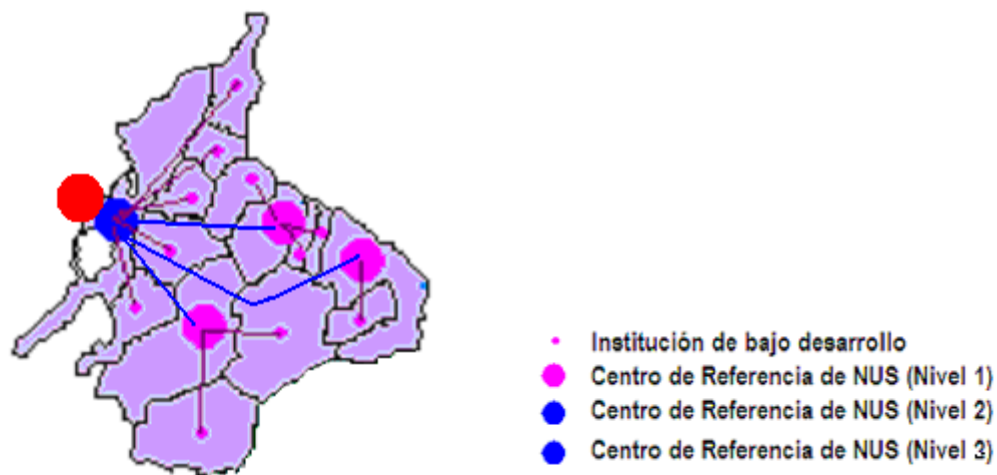 Institución de bajo desarrollo
Centro de Referencia de NUS (Nivel 1)
Centro de Referencia de NUS (Nivel 2)
Centro de Referencia de NUS (Nivel 3)